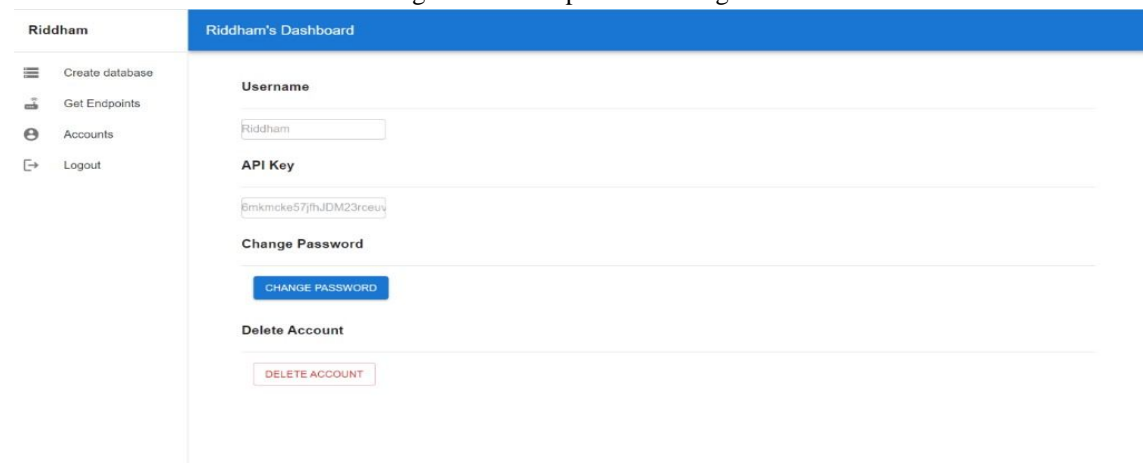 Riddham
Riddham's Dashboard
Create database
Get Endpoints
Accounts
Logout
Username
Riddham
API Key
6mkmcke57jfhJDM23rceuv
Change Password
CHANGE PASSWORD
Delete Account
DELETE ACCOUNT